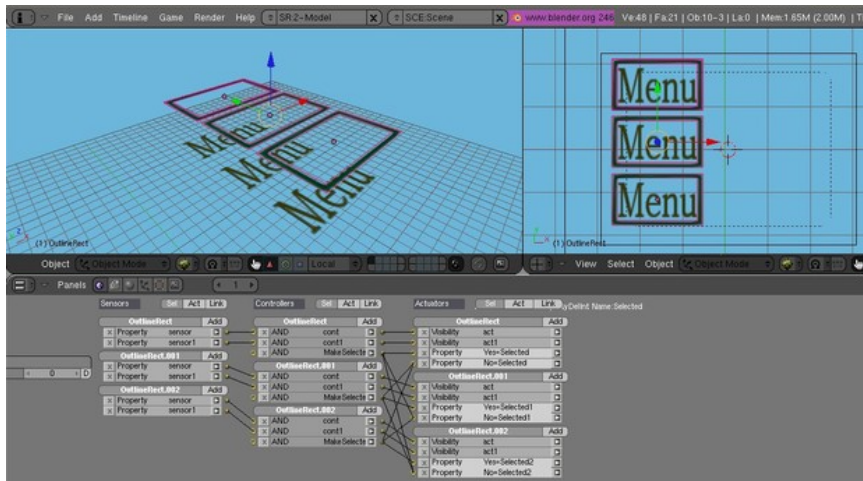 File Add Timeline Game Render Help SR:2-Model X SCE:Scene X www.blender.org 246 Ve:48 | Fa:21 | Ob:10-3 | La:0 | Mem:1.65M (2.00M)
Menu
Menu
Menu
Menu
Menu
Menu
(1) OutlineRect
(1) OutlineRect
Object Object Mode Local
View Select Object Object Mode
Panels 1
Sensors Sel Act Link Controllers Sel Act Link Actuators Sel Act Link
OutlineRect Add OutlineRect Add OutlineRect Add
X Property sensor X AND cont X Visibility act
X Property sensor1 X AND cont1 X Visibility act1
X AND MakeSelecte X Property Yes=Selected
X Property No=Selected
OutlineRect.001 Add OutlineRect.001 Add OutlineRect.001 Add
X Property sensor X AND cont X Visibility act
X Property sensor1 X AND cont1 X Visibility act1
X AND MakeSelecte X Property Yes=Selected1
X Property No=Selected1
OutlineRect.002 Add OutlineRect.002 Add OutlineRect.002 Add
X Property sensor X AND cont X Visibility act
X Property sensor1 X AND cont1 X Visibility act1
X AND MakeSelecte X Property Yes=Selected2
X Property No=Selected2
0 D